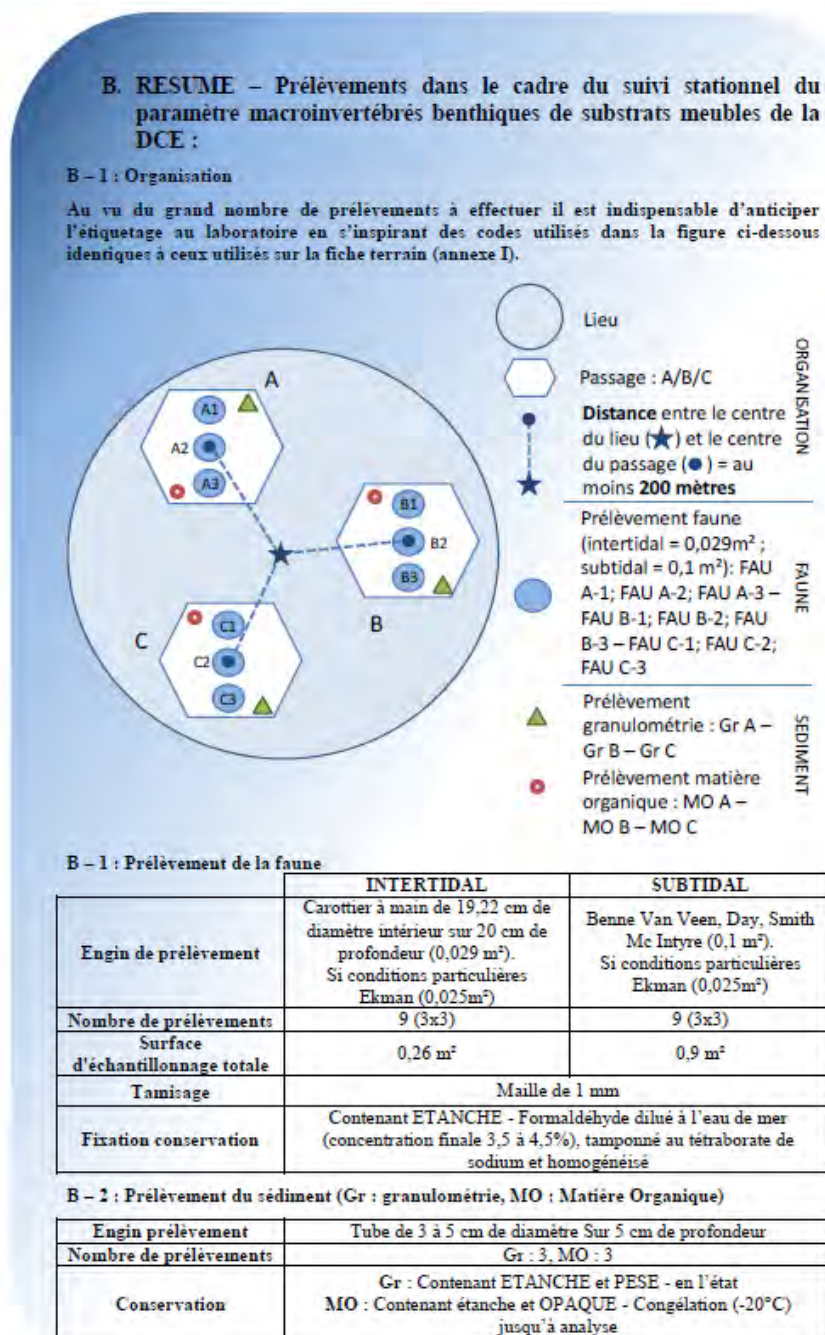 B. RESUME – Prélèvements dans le cadre du suivi stationnel du
paramètre macroinvertébrés benthiques de substrats meubles de la
DCE :
B – 1 : Organisation
Au vu du grand nombre de prélèvements à effectuer il est indispensable d'anticiper
l'étiquetage au laboratoire en s'inspirant des codes utilisés dans la figure ci-dessous
identiques à ceux utilisés sur la fiche terrain (annexe I).
A
A1
A2
A3
B1
B2
B3
B
C
C1
C2
C3
Lieu
Passage : A/B/C
Distance entre le centre
du lieu (★) et le centre
du passage (●) = au
moins 200 mètres
ORGANISATION
Prélèvement faune
(intertidal = 0,029m² ;
subtidal = 0,1 m²): FAU
A-1; FAU A-2; FAU A-3 –
FAU B-1; FAU B-2; FAU
B-3 – FAU C-1; FAU C-2;
FAU C-3
FAUNE
Prélèvement
granulométrie : Gr A –
Gr B – Gr C
Prélèvement matière
organique : MO A –
MO B – MO C
SEDIMENT
B – 1 : Prélèvement de la faune
INTERTIDAL
SUBTIDAL
Engin de prélèvement
Carottier à main de 19,22 cm de
diamètre intérieur sur 20 cm de
profondeur (0,029 m²).
Si conditions particulières
Ekman (0,025m²)
Benne Van Veen, Day, Smith
Mc Intyre (0,1 m²).
Si conditions particulières
Ekman (0,025m²)
Nombre de prélèvements
9 (3x3)
9 (3x3)
Surface
d'échantillonnage totale
0,26 m²
0,9 m²
Tamisage
Maille de 1 mm
Fixation conservation
Contenant ETANCHE - Formaldéhyde dilué à l'eau de mer
(concentration finale 3,5 à 4,5%), tamponné au tétraborate de
sodium et homogénéisé
B – 2 : Prélèvement du sédiment (Gr : granulométrie, MO : Matière Organique)
Engin prélèvement
Tube de 3 à 5 cm de diamètre Sur 5 cm de profondeur
Nombre de prélèvements
Gr : 3, MO : 3
Conservation
Gr : Contenant ETANCHE et PESE - en l'état
MO : Contenant étanche et OPAQUE - Congélation (-20°C)
jusqu'à analyse